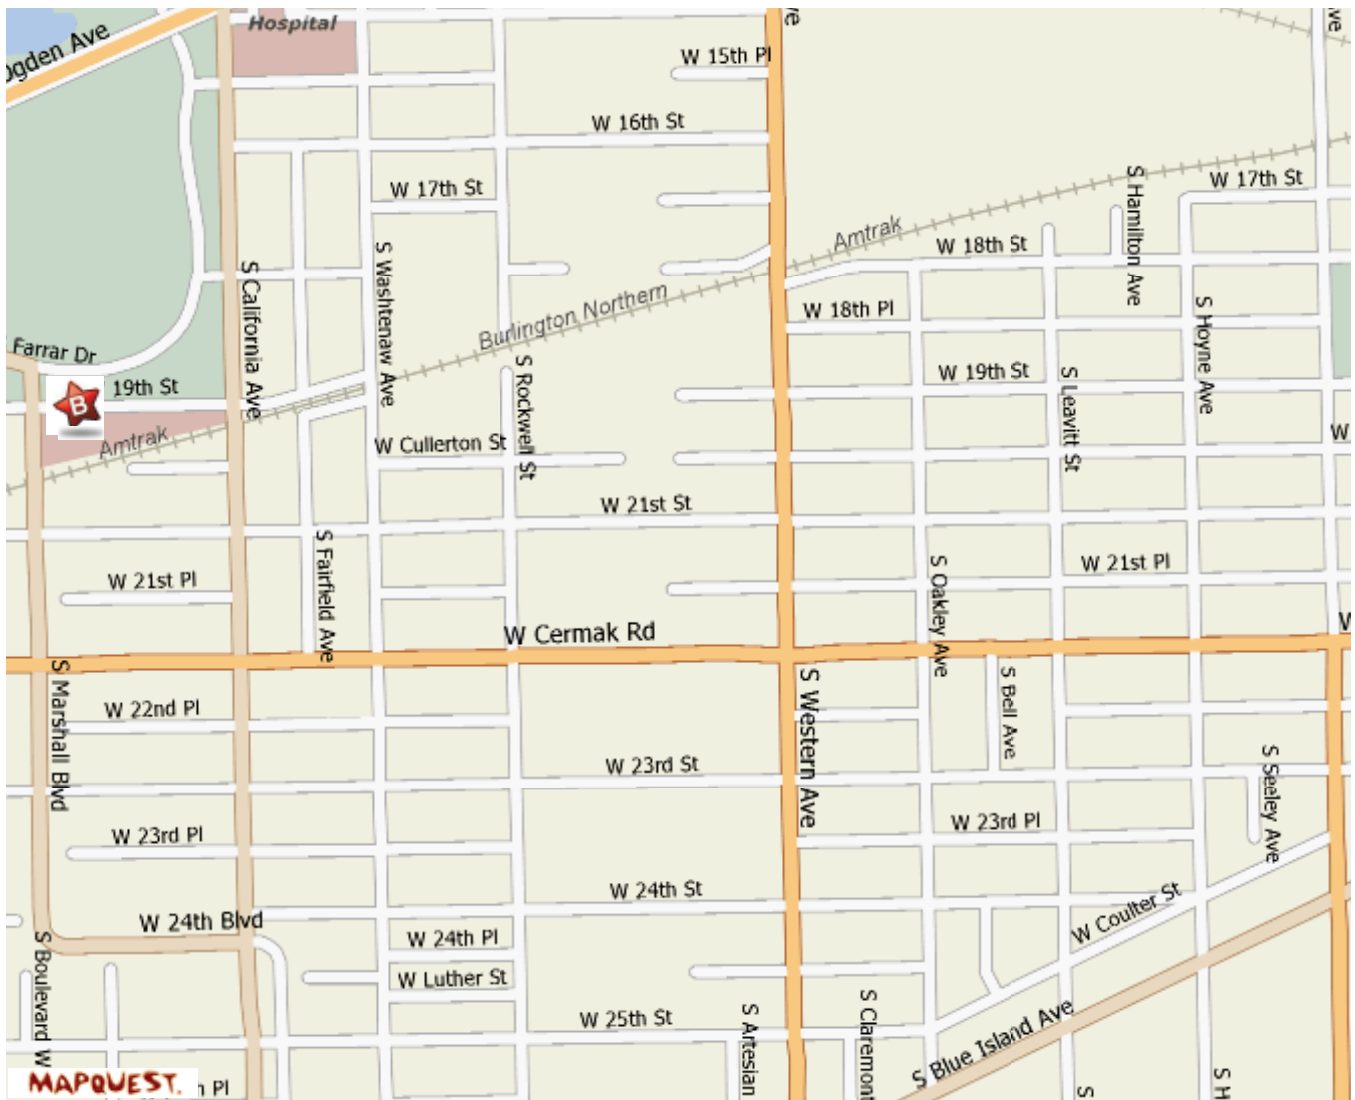 Hospital
ve
ve
Ogden Ave
W 15th Pl
W 16th St
W 17th St
S Hamilton Ave
W 17th St
Amtrak
W 18th St
S Washtenaw Ave
S California Ave
Burlington Northern
W 18th Pl
S Hoyne Ave
Farrar Dr
S Rockwell St
19th St
B
W 19th St
S Leavitt St
Amtrak
W Cullerton St
W
W 21st St
S Fairfield Ave
W 21st Pl
S Oakley Ave
W 21st Pl
W Cermak Rd
W
S Marshall Blvd
S Western Ave
S Bell Ave
W 22nd Pl
W 23rd St
S Seeley Ave
W 23rd Pl
W 23rd Pl
W 24th St
W Coulter St
W 24th Blvd
S Boulevard W
W 24th Pl
W Luther St
S Claremont
S Artesian
W 25th St
S Blue Island Ave
MAPQUEST.
h Pl
S
S H